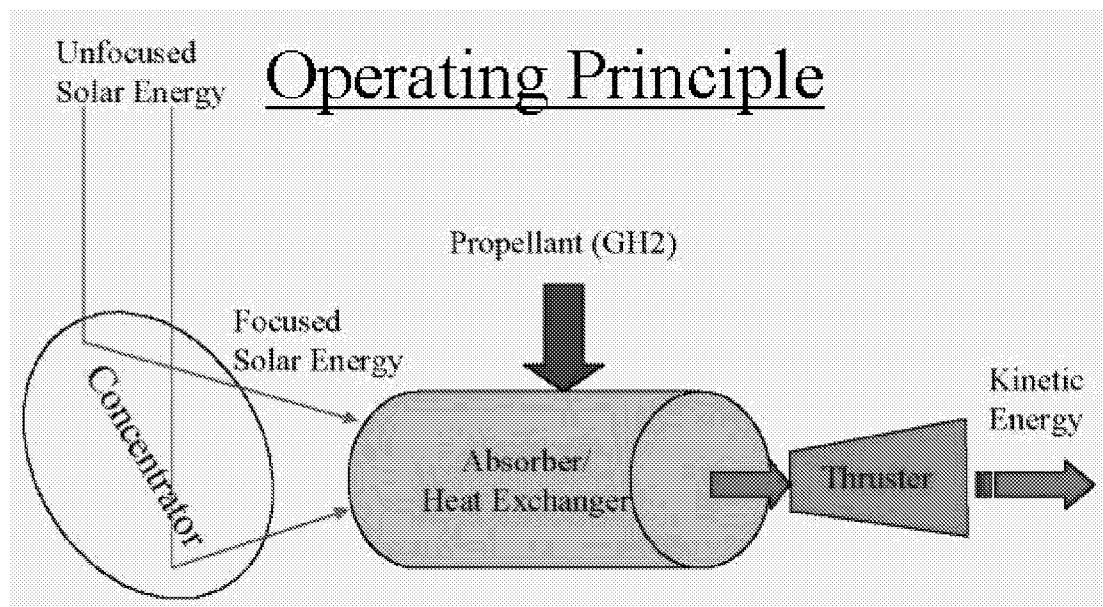 Unfocused
Solar Energy
Operating Principle
Propellant (GH2)
Focused
Solar Energy
Concentrator
Absorber/
Heat Exchanger
Thruster
Kinetic
Energy